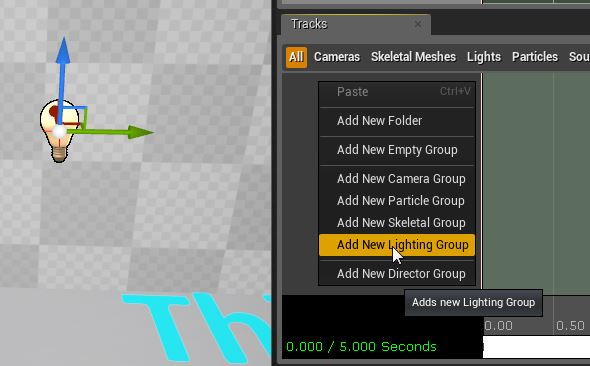 Tracks
All Cameras Skeletal Meshes Lights Particles Sou
Paste Ctrl+V
Add New Folder
Add New Empty Group
Add New Camera Group
Add New Particle Group
Add New Skeletal Group
Add New Lighting Group
Add New Director Group
Adds new Lighting Group
Th
0.00 0.50
0.000 / 5.000 Seconds